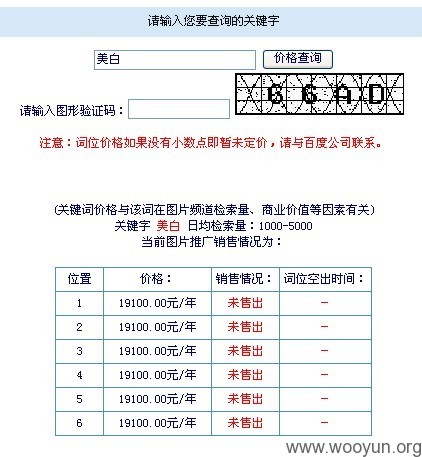 请输入您要查询的关键字
美白 价格查询
请输入图形验证码： 6 6 A D
注意：词位价格如果没有小数点即暂未定价，请与百度公司联系。
(关键词价格与该词在图片频道检索量、商业价值等因素有关)
关键字 美白 日均检索量：1000-5000
当前图片推广销售情况为：
位置 价格： 销售情况： 词位空出时间：
1 19100.00元/年 未售出 －
2 19100.00元/年 未售出 －
3 19100.00元/年 未售出 －
4 19100.00元/年 未售出 －
5 19100.00元/年 未售出 －
6 19100.00元/年 未售出 －
www.wooyun.org